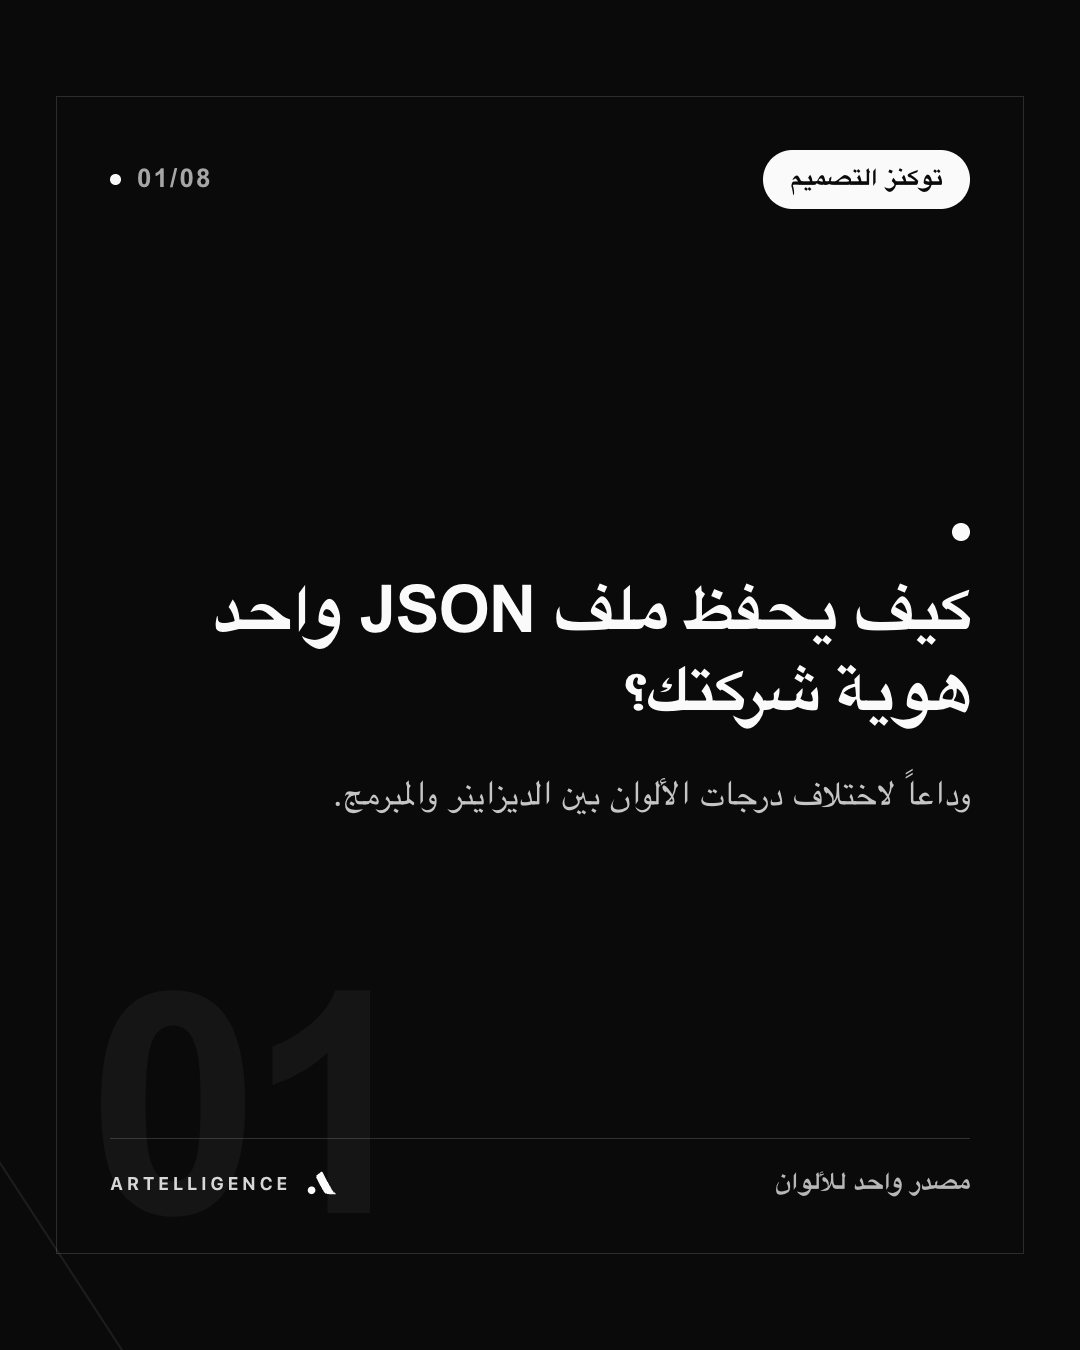 توكنز التصميم
01/08
كيف يحفظ ملف JSON واحد
هوية شركتك؟
وداعاً لاختلاف درجات الألوان بين الديزاينر والمبرمج.
01
مصدر واحد للألوان
ARTELLIGENCE